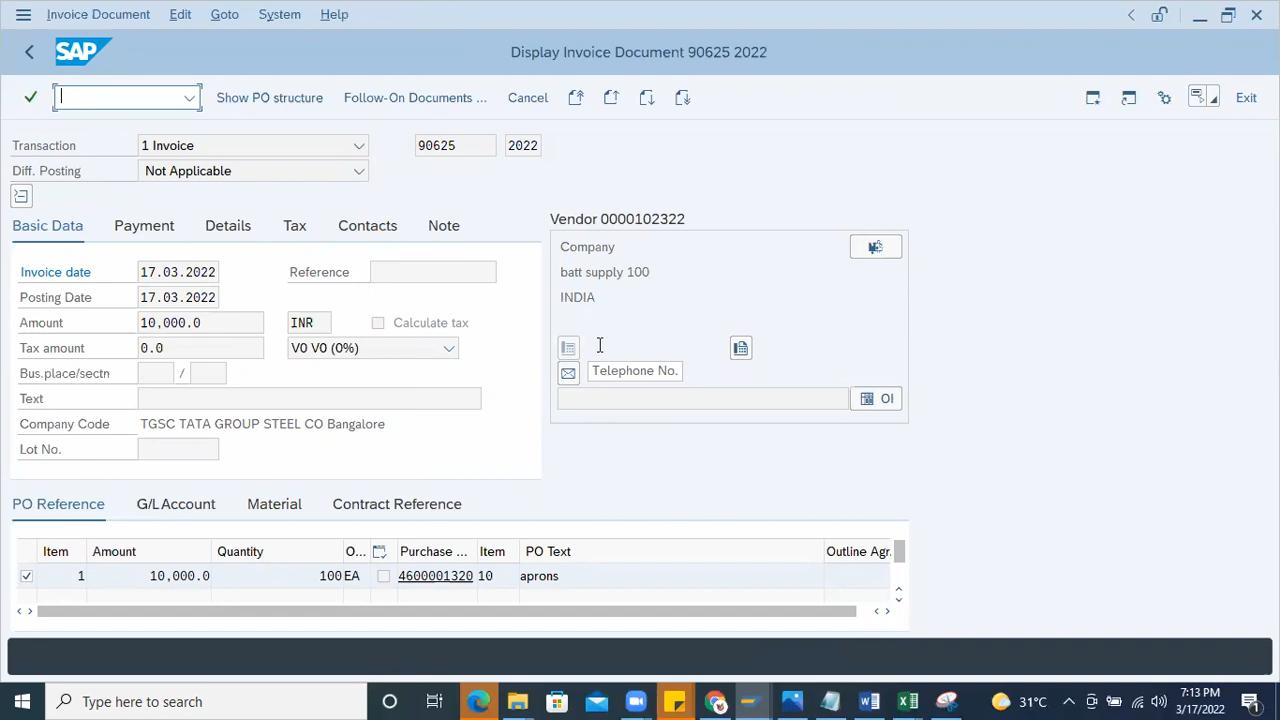 Invoice Document Edit Goto System Help
SAP Display Invoice Document 90625 2022
Show PO structure Follow-On Documents ... Cancel Exit
Transaction 1 Invoice 90625 2022
Diff. Posting Not Applicable
Basic Data Payment Details Tax Contacts Note
Vendor 0000102322
Company
batt supply 100
INDIA
Telephone No.
OI
Invoice date 17.03.2022 Reference
Posting Date 17.03.2022
Amount 10,000.0 INR Calculate tax
Tax amount 0.0 V0 V0 (0%)
Bus.place/sectn /
Text
Company Code TGSC TATA GROUP STEEL CO Bangalore
Lot No.
PO Reference G/L Account Material Contract Reference
Item Amount Quantity O... Purchase ... Item PO Text Outline Agr.
1 10,000.0 100 EA 4600001320 10 aprons
Type here to search 31°C 7:13 PM
3/17/2022 1